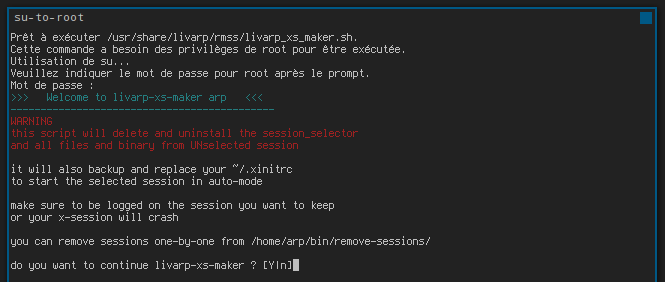 su-to-root
Prêt à exécuter /usr/share/livarp/rmss/livarp_xs_maker.sh.
Cette commande a besoin des privilèges de root pour être exécutée.
Utilisation de su...
Veuillez indiquer le mot de passe pour root après le prompt.
Mot de passe :
>>>   Welcome to livarp-xs-maker arp   <<<
--------------------------------------------
WARNING
this script will delete and uninstall the session_selector
and all files and binary from UNselected session
it will also backup and replace your ~/.xinitrc
to start the selected session in auto-mode
make sure to be logged on the session you want to keep
or your x-session will crash
you can remove sessions one-by-one from /home/arp/bin/remove-sessions/
do you want to continue livarp-xs-maker ? [Y|n]